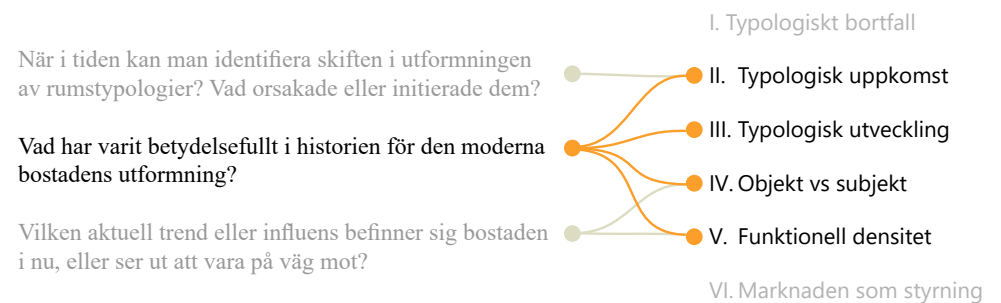 När i tiden kan man identifiera skiften i utformningen
av rumstypologier? Vad orsakade eller initierade dem?
Vad har varit betydelsefullt i historien för den moderna
bostadens utformning?
Vilken aktuell trend eller influens befinner sig bostaden
i nu, eller ser ut att vara på väg mot?
I. Typologiskt bortfall
II. Typologisk uppkomst
III. Typologisk utveckling
IV. Objekt vs subjekt
V. Funktionell densitet
VI. Marknaden som styrning